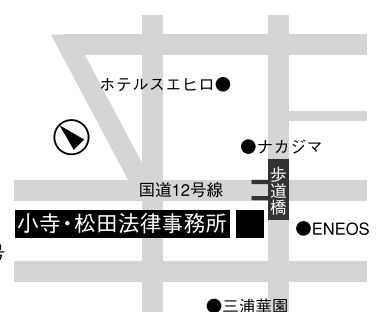 ホテルスエヒロ●
●ナカジマ
歩道橋
国道12号線
小寺・松田法律事務所
●ENEOS
号
●三浦華園